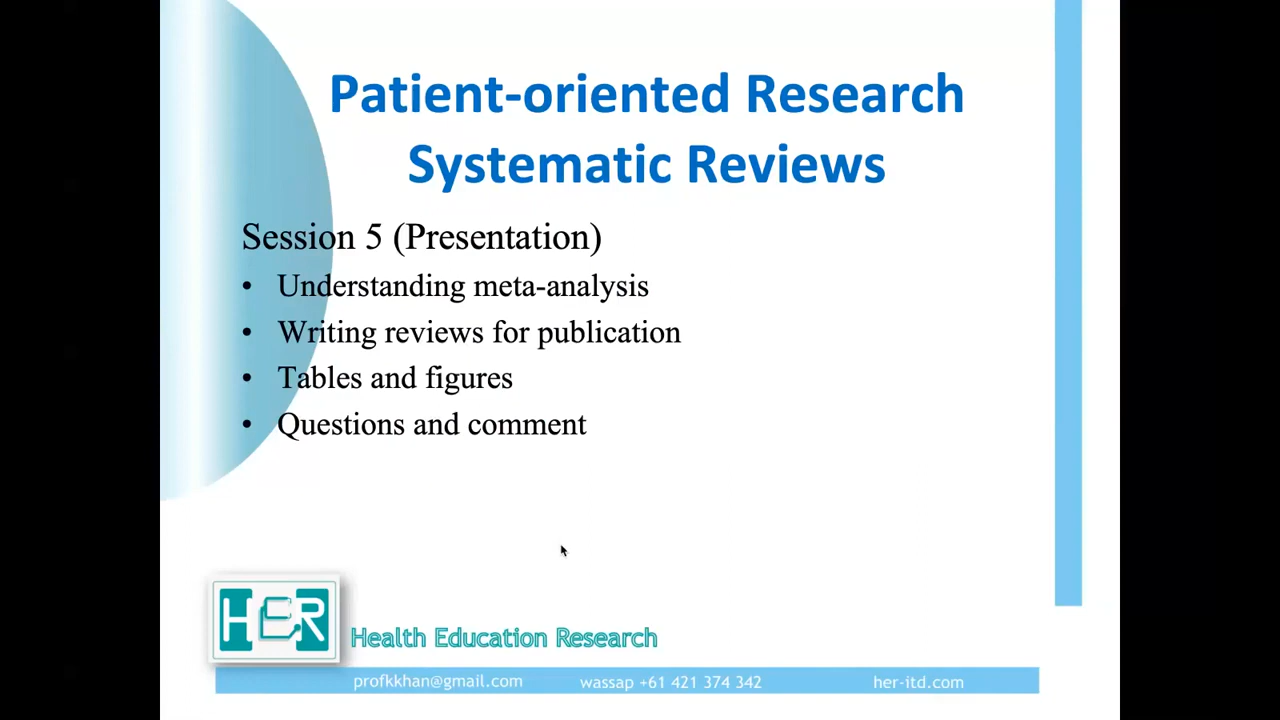 Patient-oriented Research
Systematic Reviews
Session 5 (Presentation)
• Understanding meta-analysis
• Writing reviews for publication
• Tables and figures
• Questions and comment
HER
Health Education Research
profkkhan@gmail.com wassap +61 421 374 342 her-itd.com